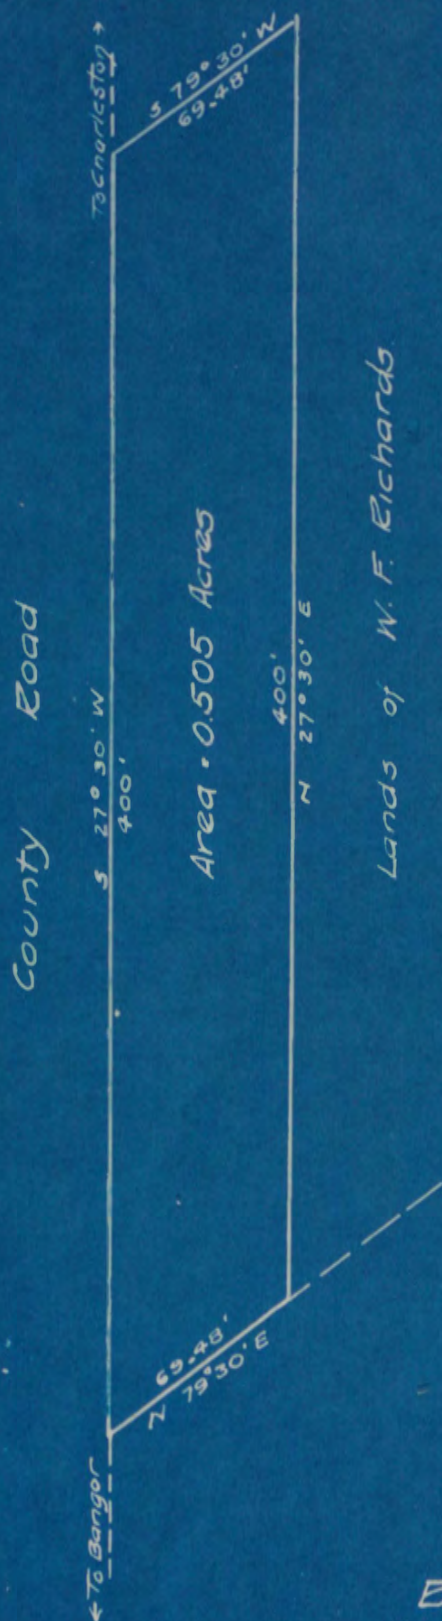 County Road
← To Bangor
To Charleston →
S 27° 30' W
400'
S 79° 30' W
69.48'
Area = 0.505 Acres
400'
N 27° 30' E
69.48'
N 79° 30' E
Lands of W. F. Richards